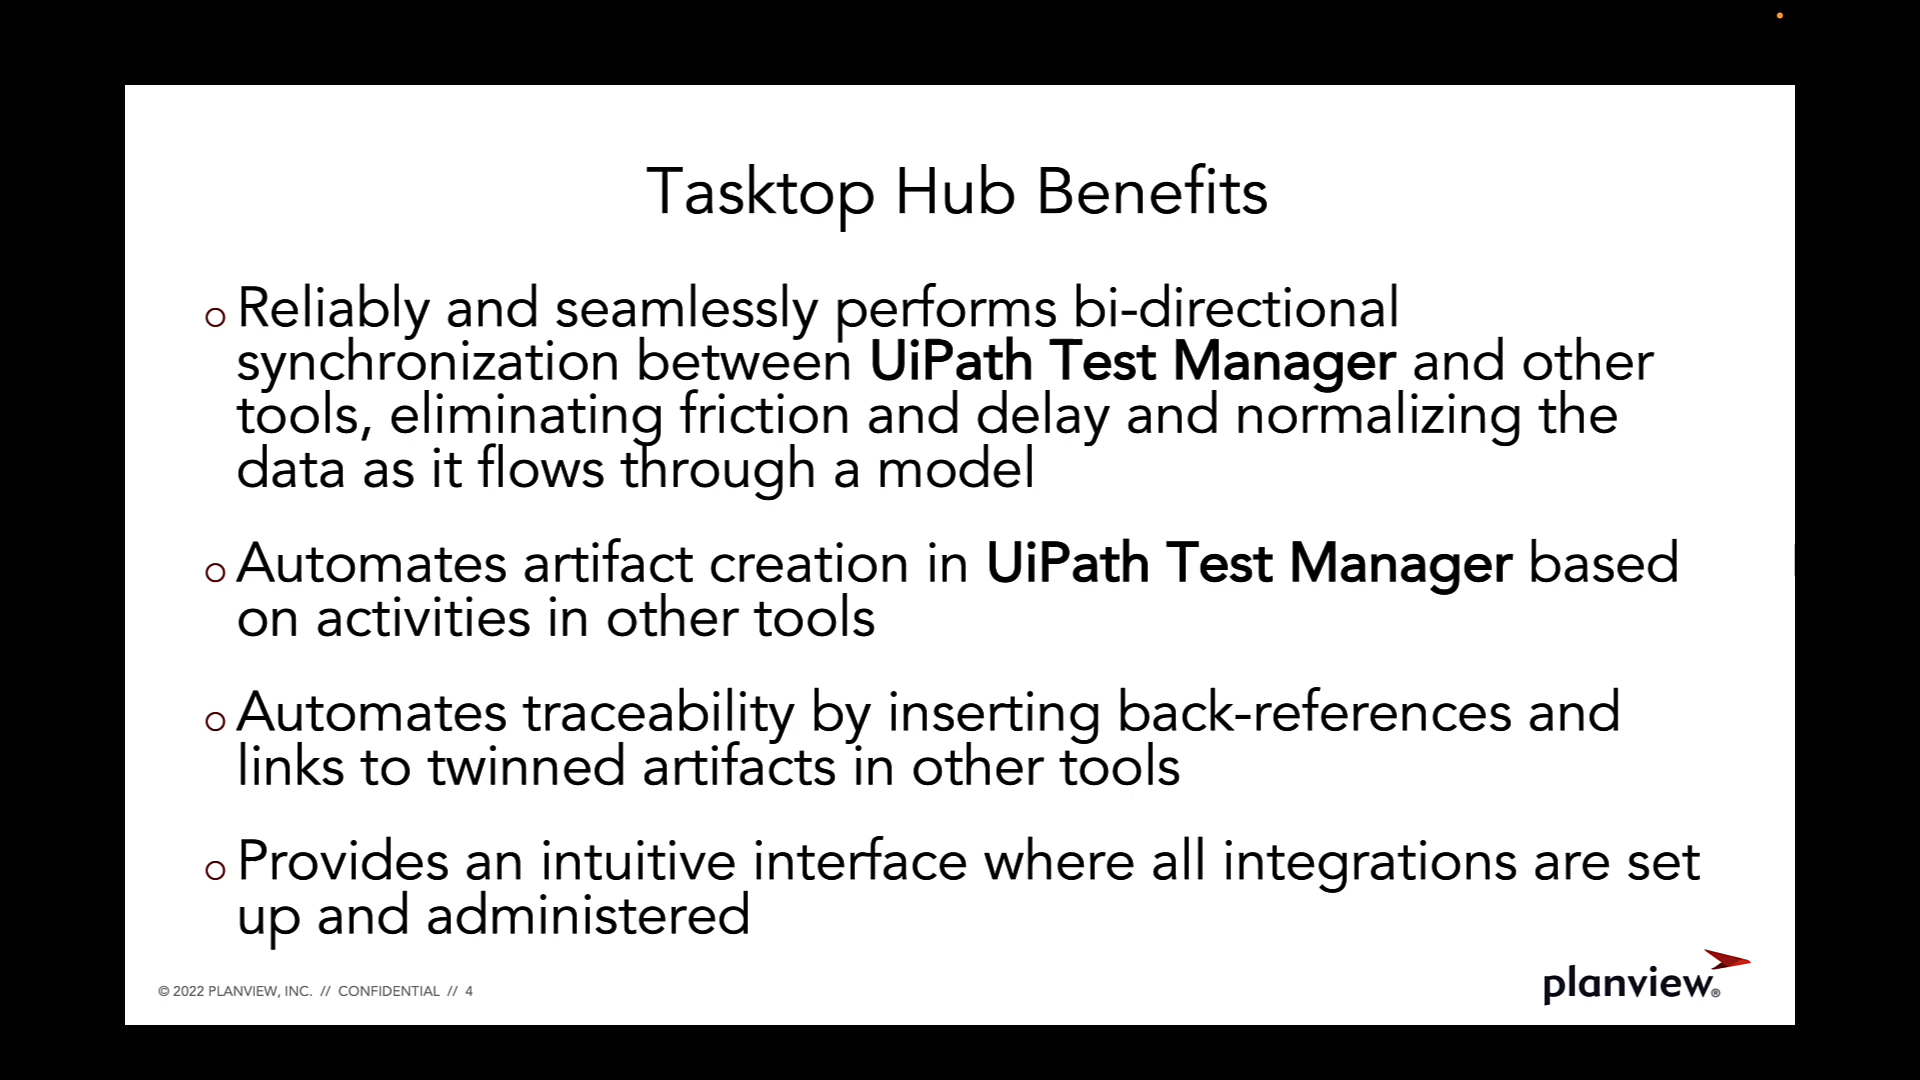 Tasktop Hub Benefits
o Reliably and seamlessly performs bi-directional
synchronization between UiPath Test Manager and other
tools, eliminating friction and delay and normalizing the
data as it flows through a model
o Automates artifact creation in UiPath Test Manager based
on activities in other tools
o Automates traceability by inserting back-references and
links to twinned artifacts in other tools
o Provides an intuitive interface where all integrations are set
up and administered
© 2022 PLANVIEW, INC. // CONFIDENTIAL // 4
planview®